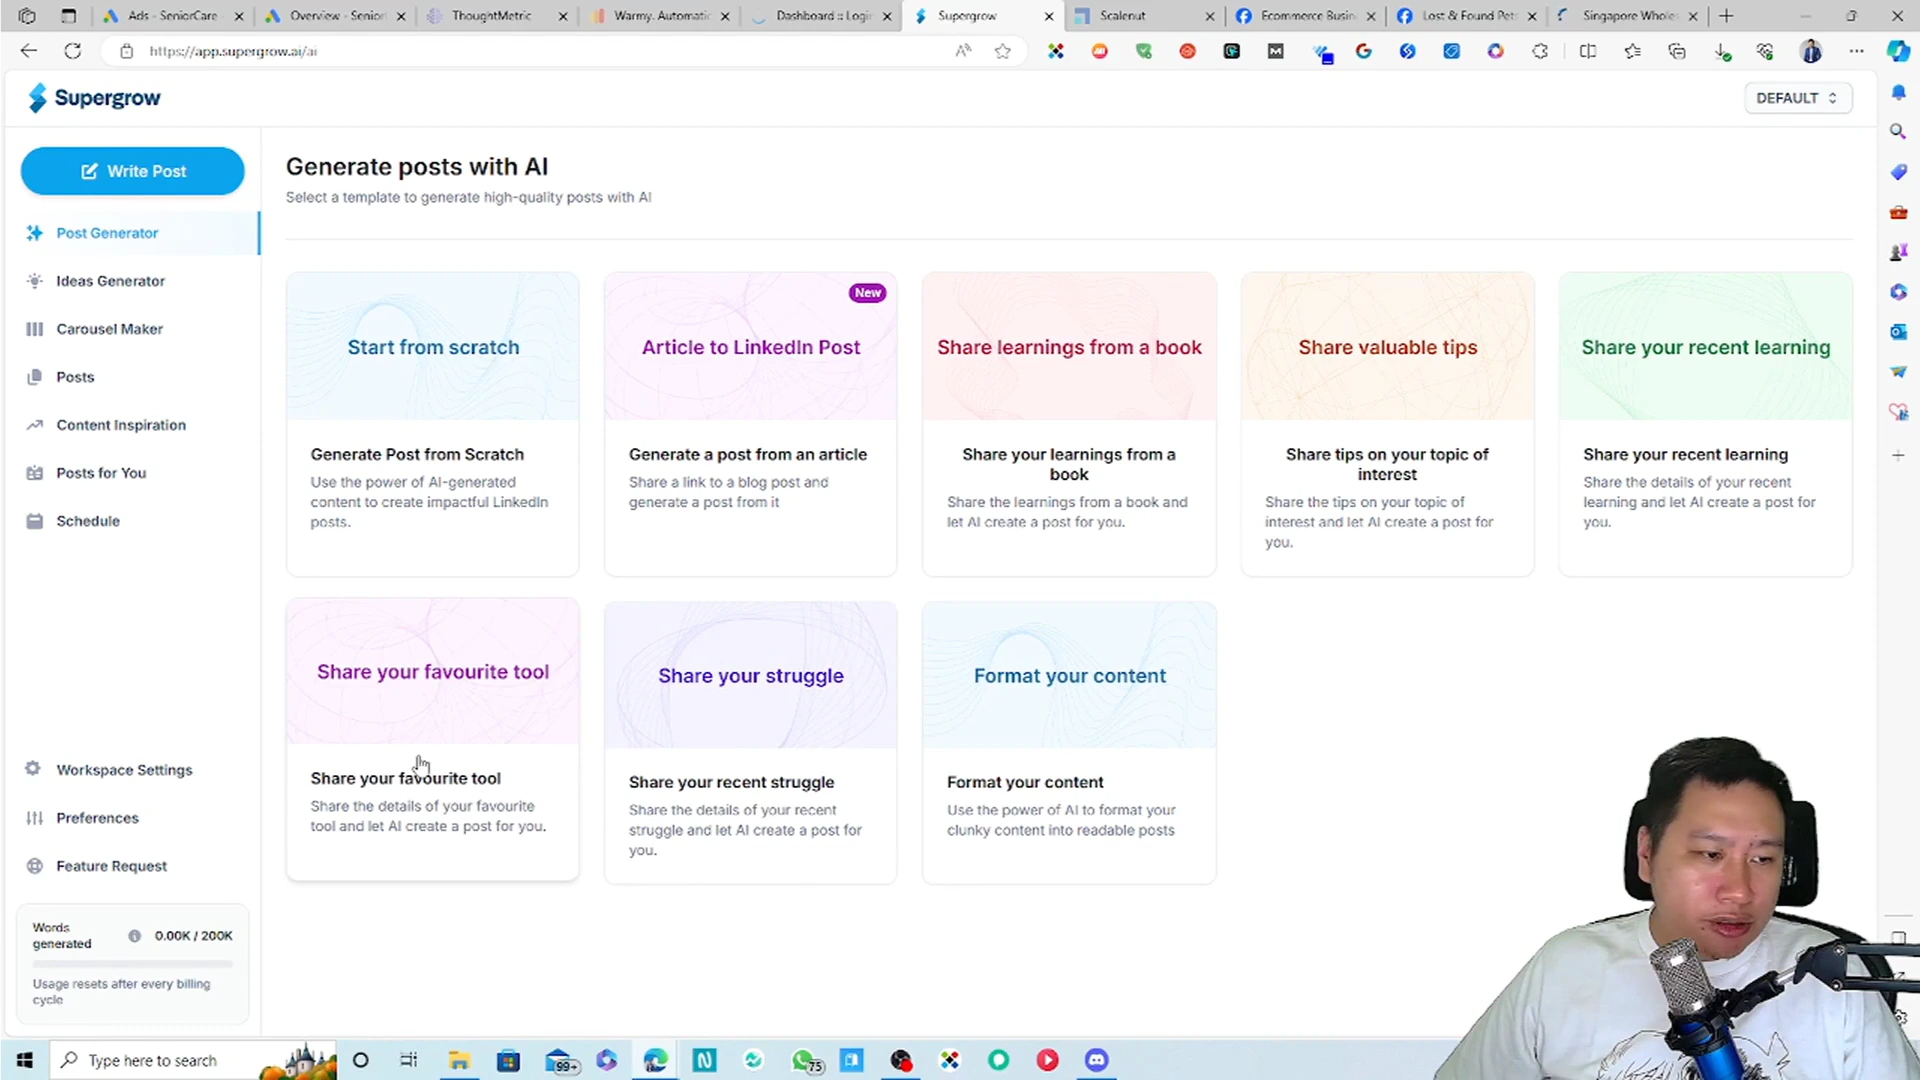 Ads - SeniorCare
Overview - Senior
ThoughtMetric
Warmy. Automatic
Dashboard :: Login
Supergrow
Scalenut
Ecommerce Busin
Lost & Found Pets
Singapore Whole
https://app.supergrow.ai/ai
Supergrow
DEFAULT
Write Post
Post Generator
Ideas Generator
Carousel Maker
Posts
Content Inspiration
Posts for You
Schedule
Workspace Settings
Preferences
Feature Request
Words
generated
0.00K / 200K
Usage resets after every billing
cycle
Generate posts with AI
Select a template to generate high-quality posts with AI
Start from scratch
Generate Post from Scratch
Use the power of AI-generated
content to create impactful LinkedIn
posts.
New
Article to LinkedIn Post
Generate a post from an article
Share a link to a blog post and
generate a post from it
Share learnings from a book
Share your learnings from a
book
Share the learnings from a book and
let AI create a post for you.
Share valuable tips
Share tips on your topic of
interest
Share the tips on your topic of
interest and let AI create a post for
you.
Share your recent learning
Share your recent learning
Share the details of your recent
learning and let AI create a post for
you.
Share your favourite tool
Share your favourite tool
Share the details of your favourite
tool and let AI create a post for you.
Share your struggle
Share your recent struggle
Share the details of your recent
struggle and let AI create a post for
you.
Format your content
Format your content
Use the power of AI to format your
clunky content into readable posts
Type here to search
99+
75